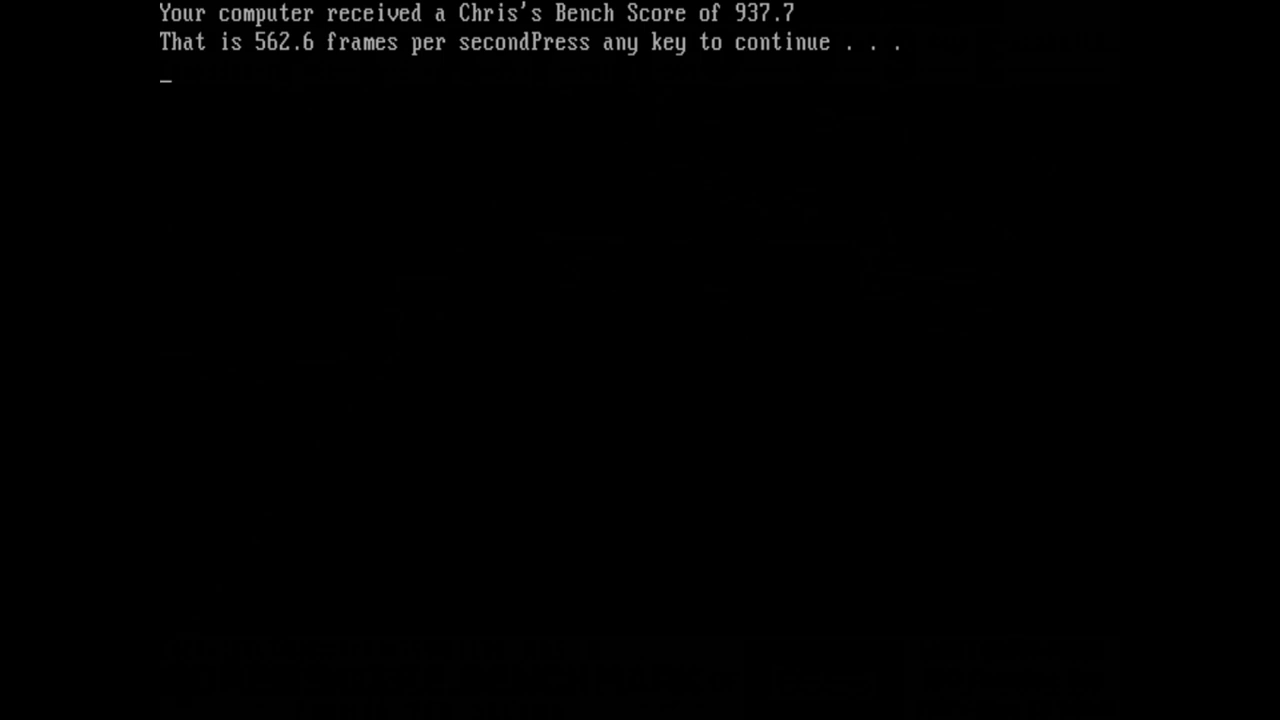 Your computer received a Chris's Bench Score of 937.7
That is 562.6 frames per secondPress any key to continue . . .
_